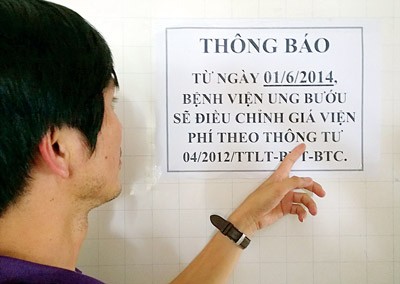 THÔNG BÁO
TỪ NGÀY 01/6/2014,
BỆNH VIỆN UNG BƯỚU
SẼ ĐIỀU CHỈNH GIÁ VIỆN
PHÍ THEO THÔNG TƯ
04/2012/TTLT-BYT-BTC.